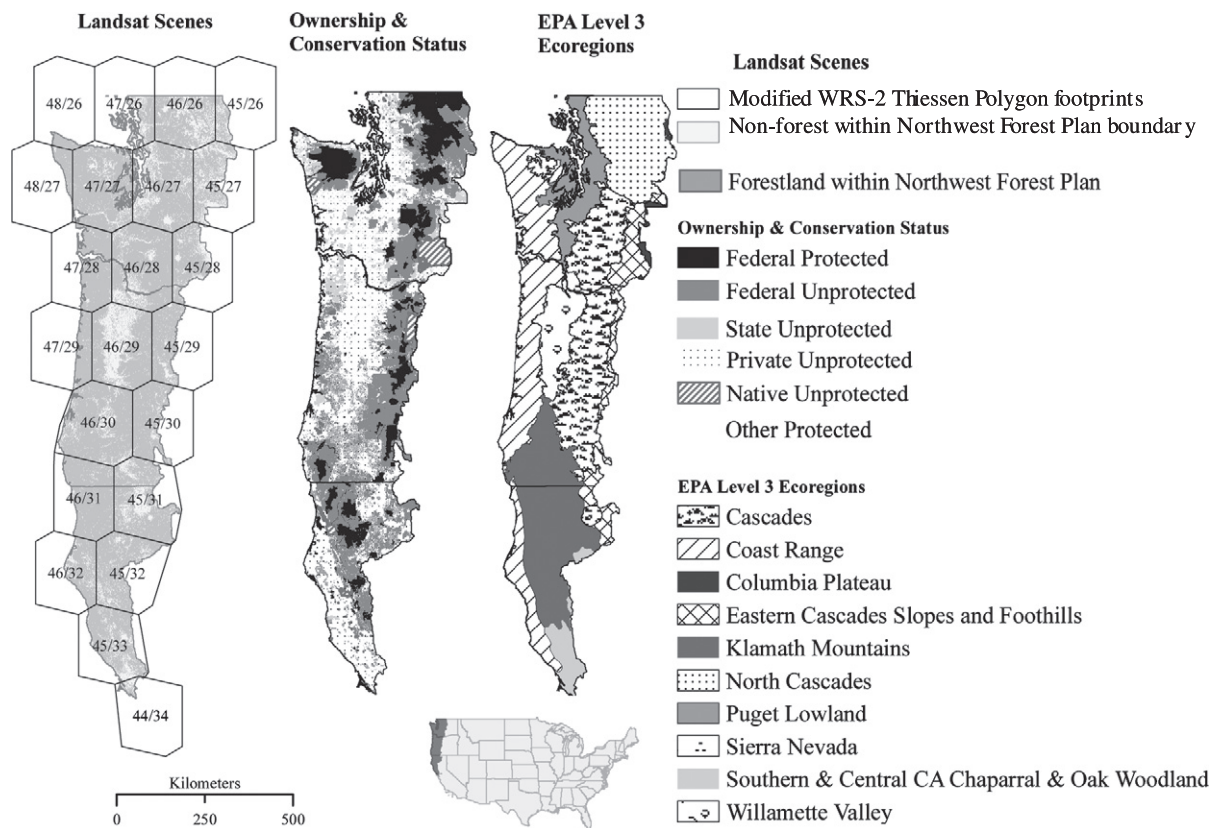 Landsat Scenes
48/26
47/26
46/26
45/26
48/27
47/27
46/27
45/27
47/28
46/28
45/28
47/29
46/29
45/29
46/30
45/30
46/31
45/31
46/32
45/32
45/33
44/34
Kilometers
0 250 500
Ownership &
Conservation Status
EPA Level 3
Ecoregions
Landsat Scenes
Modified WRS-2 Thiessen Polygon footprints
Non-forest within Northwest Forest Plan boundary
Forestland within Northwest Forest Plan
Ownership & Conservation Status
Federal Protected
Federal Unprotected
State Unprotected
Private Unprotected
Native Unprotected
Other Protected
EPA Level 3 Ecoregions
Cascades
Coast Range
Columbia Plateau
Eastern Cascades Slopes and Foothills
Klamath Mountains
North Cascades
Puget Lowland
Sierra Nevada
Southern & Central CA Chaparral & Oak Woodland
Willamette Valley